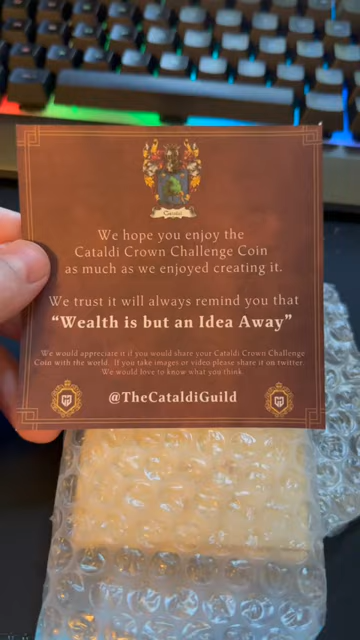 Cataldi
We hope you enjoy the
Cataldi Crown Challenge Coin
as much as we enjoyed creating it.
We trust it will always remind you that
“Wealth is but an Idea Away”
We would appreciate it if you would share your Cataldi Crown Challenge
Coin with the world. If you take images or video please share it on twitter.
We would love to know what you think.
@TheCataldiGuild